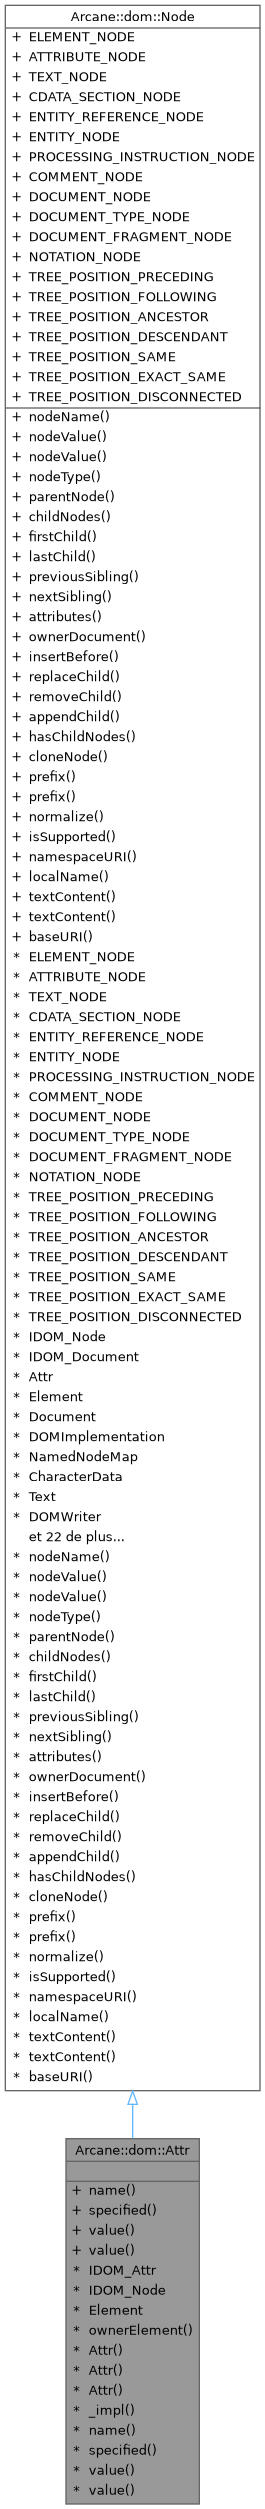 Arcane::dom::Node
+ ELEMENT_NODE
+ ATTRIBUTE_NODE
+ TEXT_NODE
+ CDATA_SECTION_NODE
+ ENTITY_REFERENCE_NODE
+ ENTITY_NODE
+ PROCESSING_INSTRUCTION_NODE
+ COMMENT_NODE
+ DOCUMENT_NODE
+ DOCUMENT_TYPE_NODE
+ DOCUMENT_FRAGMENT_NODE
+ NOTATION_NODE
+ TREE_POSITION_PRECEDING
+ TREE_POSITION_FOLLOWING
+ TREE_POSITION_ANCESTOR
+ TREE_POSITION_DESCENDANT
+ TREE_POSITION_SAME
+ TREE_POSITION_EXACT_SAME
+ TREE_POSITION_DISCONNECTED
+ nodeName()
+ nodeValue()
+ nodeValue()
+ nodeType()
+ parentNode()
+ childNodes()
+ firstChild()
+ lastChild()
+ previousSibling()
+ nextSibling()
+ attributes()
+ ownerDocument()
+ insertBefore()
+ replaceChild()
+ removeChild()
+ appendChild()
+ hasChildNodes()
+ cloneNode()
+ prefix()
+ prefix()
+ normalize()
+ isSupported()
+ namespaceURI()
+ localName()
+ textContent()
+ textContent()
+ baseURI()
* ELEMENT_NODE
* ATTRIBUTE_NODE
* TEXT_NODE
* CDATA_SECTION_NODE
* ENTITY_REFERENCE_NODE
* ENTITY_NODE
* PROCESSING_INSTRUCTION_NODE
* COMMENT_NODE
* DOCUMENT_NODE
* DOCUMENT_TYPE_NODE
* DOCUMENT_FRAGMENT_NODE
* NOTATION_NODE
* TREE_POSITION_PRECEDING
* TREE_POSITION_FOLLOWING
* TREE_POSITION_ANCESTOR
* TREE_POSITION_DESCENDANT
* TREE_POSITION_SAME
* TREE_POSITION_EXACT_SAME
* TREE_POSITION_DISCONNECTED
* IDOM_Node
* IDOM_Document
* Attr
* Element
* Document
* DOMImplementation
* NamedNodeMap
* CharacterData
* Text
* DOMWriter
et 22 de plus...
* nodeName()
* nodeValue()
* nodeValue()
* nodeType()
* parentNode()
* childNodes()
* firstChild()
* lastChild()
* previousSibling()
* nextSibling()
* attributes()
* ownerDocument()
* insertBefore()
* replaceChild()
* removeChild()
* appendChild()
* hasChildNodes()
* cloneNode()
* prefix()
* prefix()
* normalize()
* isSupported()
* namespaceURI()
* localName()
* textContent()
* textContent()
* baseURI()
Arcane::dom::Attr
+ name()
+ specified()
+ value()
+ value()
* IDOM_Attr
* IDOM_Node
* Element
* ownerElement()
* Attr()
* Attr()
* Attr()
* _impl()
* name()
* specified()
* value()
* value()